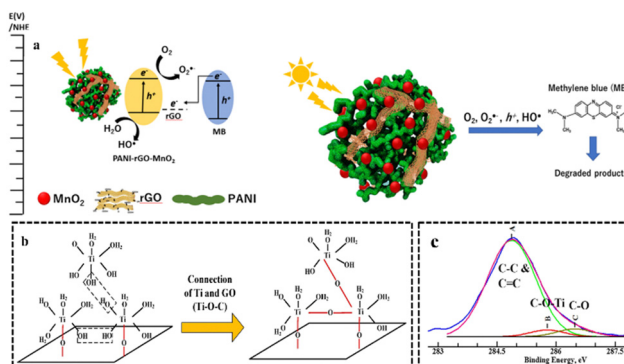 E(V)
/NHE
a
O₂
O₂•⁻
e⁻
e⁻
h⁺
e⁻
rGO
h⁺
H₂O
HO•
MB
PANI-rGO-MnO₂
MnO₂
rGO
PANI
O₂, O₂•⁻, h⁺, HO•
Methylene blue (MB
Degraded product
b
Connection
of Ti and GO
(Ti-O-C)
c
A
C-C &
C=C
C-O-Ti
C-O
B
C
283 284.5 286 287.5
Binding Energy, eV